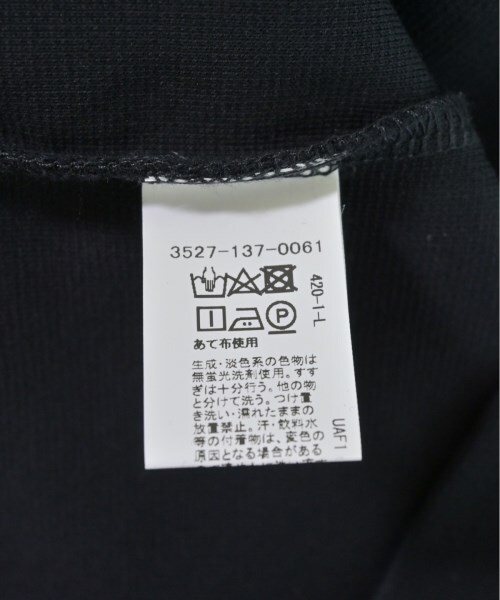 3527-137-0061
P
あて布使用
生成・淡色系の色物は
無蛍光洗剤使用。すす
ぎは十分行う。他の物
と分けて洗う。つけ置
き洗い・濡れたままの
放置禁止。汗・飲料水
等の付着物は、変色の
原因となる場合がある
420-1-L
UAF1